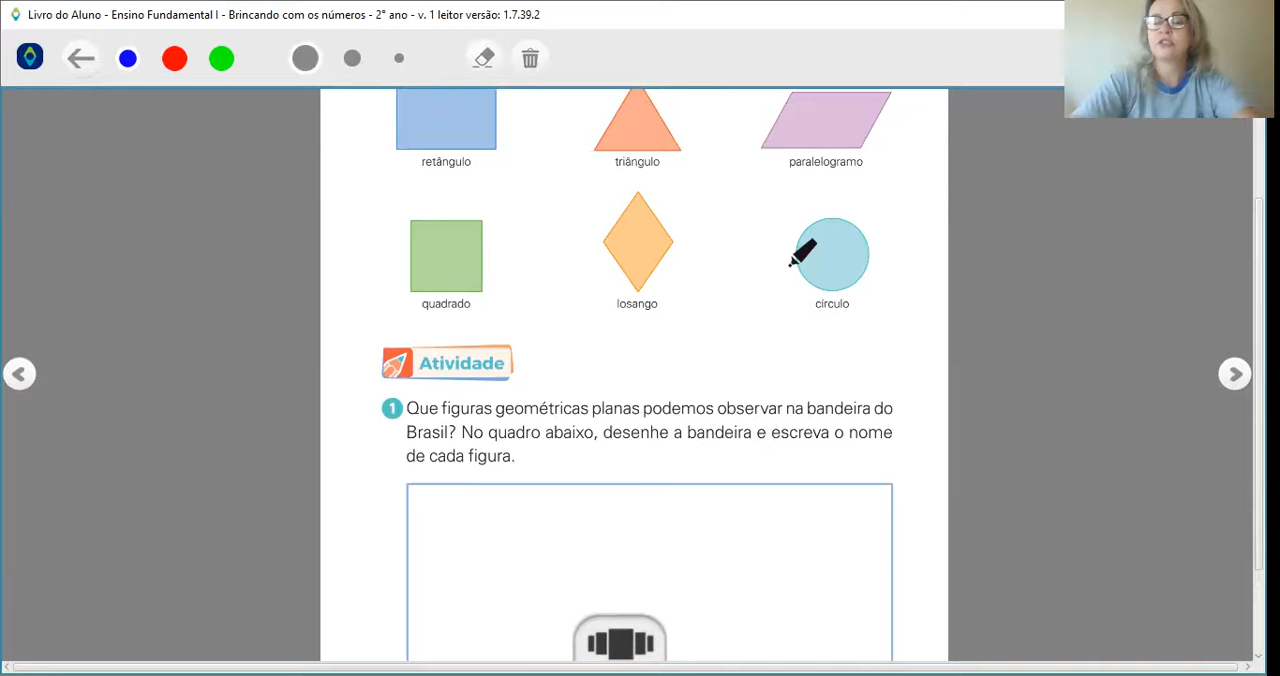 Livro do Aluno - Ensino Fundamental I - Brincando com os números - 2° ano - v. 1 leitor versão: 1.7.39.2
retângulo
triângulo
paralelogramo
quadrado
losango
círculo
Atividade
1 Que figuras geométricas planas podemos observar na bandeira do
Brasil? No quadro abaixo, desenhe a bandeira e escreva o nome
de cada figura.